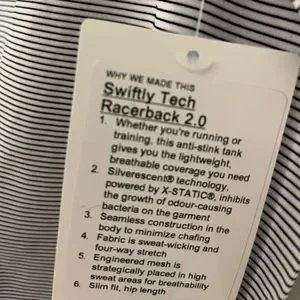 WHY WE MADE THIS
Swiftly Tech
Racerback 2.0
1. Whether you're running or
training, this anti-stink tank
gives you the lightweight,
breathable coverage you need
2. Silverescent® technology,
powered by X-STATIC®, inhibits
the growth of odour-causing
bacteria on the garment
3. Seamless construction in the
body to minimize chafing
4. Fabric is sweat-wicking and
four-way stretch
5. Engineered mesh is
strategically placed in high
sweat areas for breathability
6. Slim fit, hip length